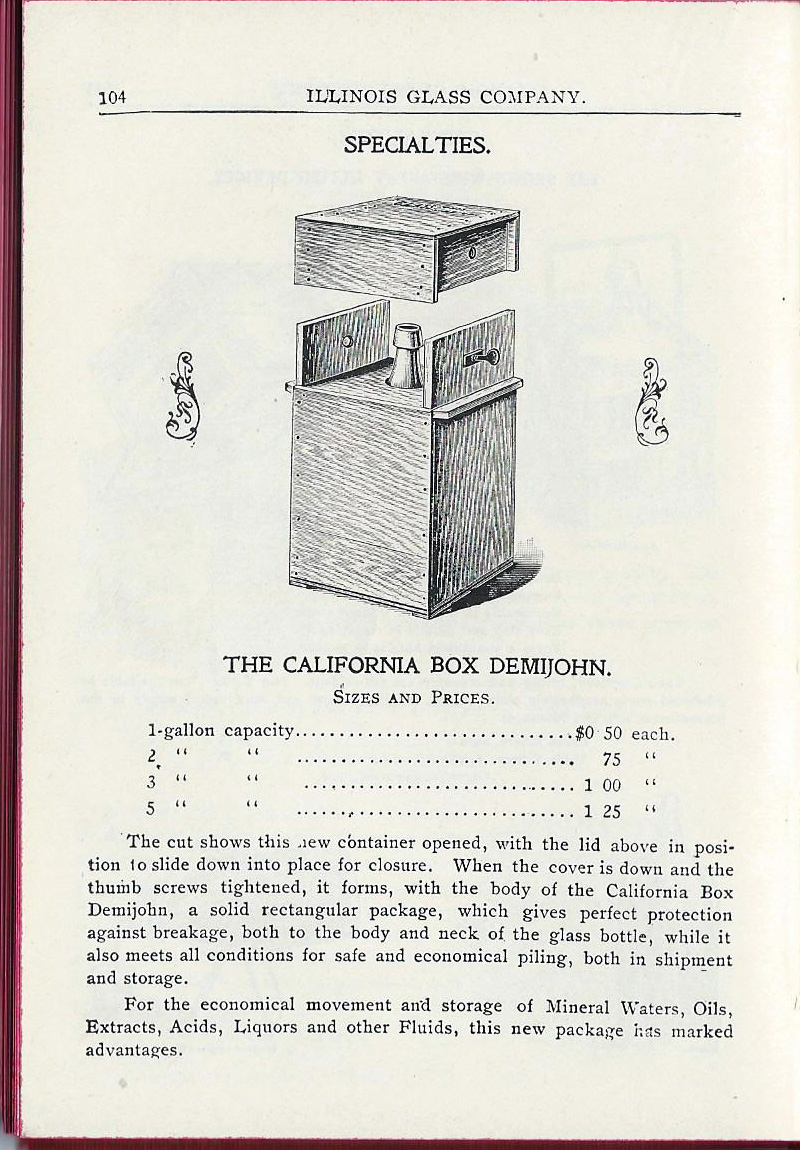 104 ILLINOIS GLASS COMPANY.
SPECIALTIES.
THE CALIFORNIA BOX DEMIJOHN.
SIZES AND PRICES.
1-gallon capacity................................$0 50 each.
2 “ “ ................................ 75 “
3 “ “ ................................ 1 00 “
5 “ “ ................................ 1 25 “
The cut shows this new container opened, with the lid above in posi-
tion to slide down into place for closure. When the cover is down and the
thumb screws tightened, it forms, with the body of the California Box
Demijohn, a solid rectangular package, which gives perfect protection
against breakage, both to the body and neck of the glass bottle, while it
also meets all conditions for safe and economical piling, both in shipment
and storage.
For the economical movement and storage of Mineral Waters, Oils,
Extracts, Acids, Liquors and other Fluids, this new package has marked
advantages.